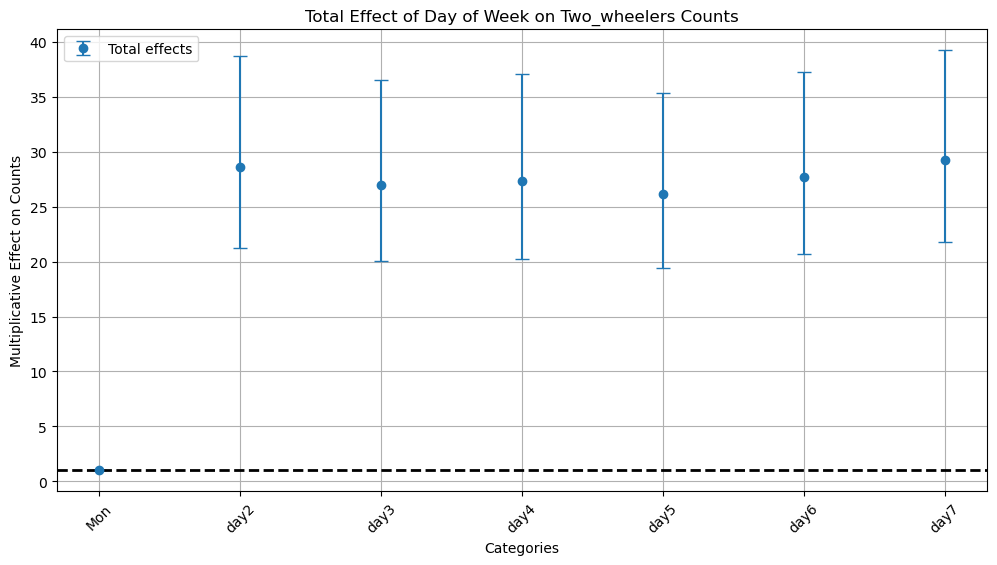 Total Effect of Day of Week on Two_wheelers Counts
Total effects
Multiplicative Effect on Counts
40
35
30
25
20
15
10
5
0
Mon
day2
day3
day4
day5
day6
day7
Categories